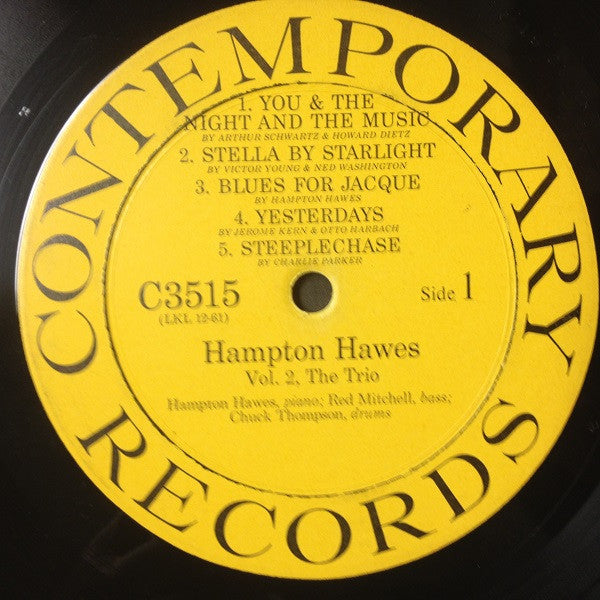 CONTEMPORARY
1. YOU & THE
NIGHT AND THE MUSIC
BY ARTHUR SCHWARTZ & HOWARD DIETZ
2. STELLA BY STARLIGHT
BY VICTOR YOUNG & NED WASHINGTON
3. BLUES FOR JACQUE
BY HAMPTON HAWES
4. YESTERDAYS
BY JEROME KERN & OTTO HARBACH
5. STEEPLECHASE
BY CHARLIE PARKER
C3515
(LKL 12-61)
Side 1
Hampton Hawes
Vol. 2, The Trio
Hampton Hawes, piano; Red Mitchell, bass;
Chuck Thompson, drums
RECORDS